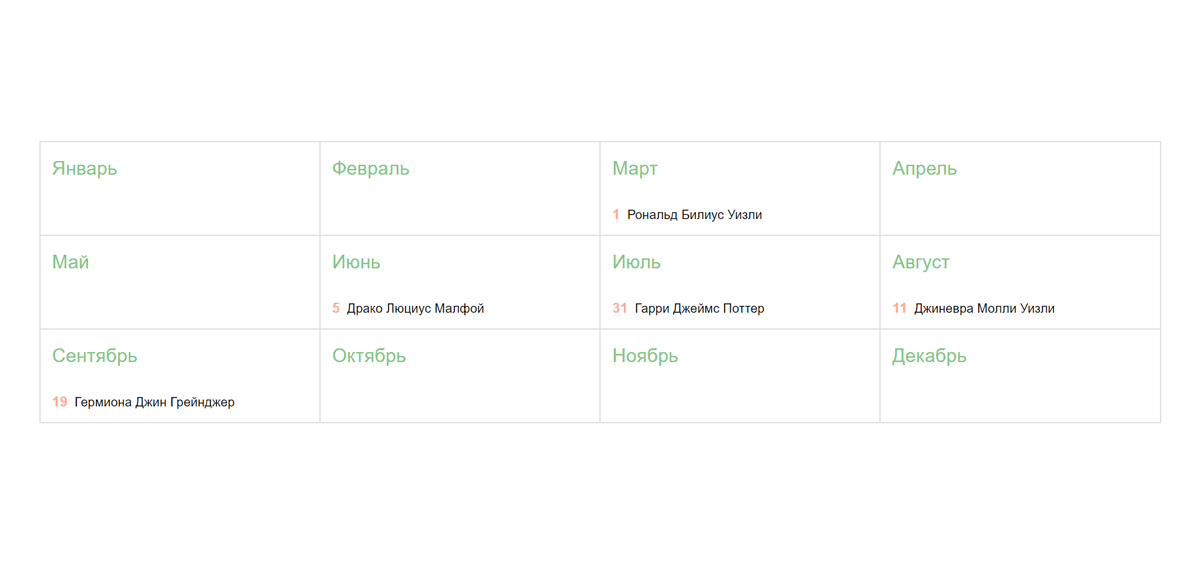 Январь
Февраль
Март
1 Рональд Билиус Уизли
Апрель
Май
Июнь
5 Драко Люциус Малфой
Июль
31 Гарри Джеймс Поттер
Август
11 Джиневра Молли Уизли
Сентябрь
19 Гермиона Джин Грейнджер
Октябрь
Ноябрь
Декабрь